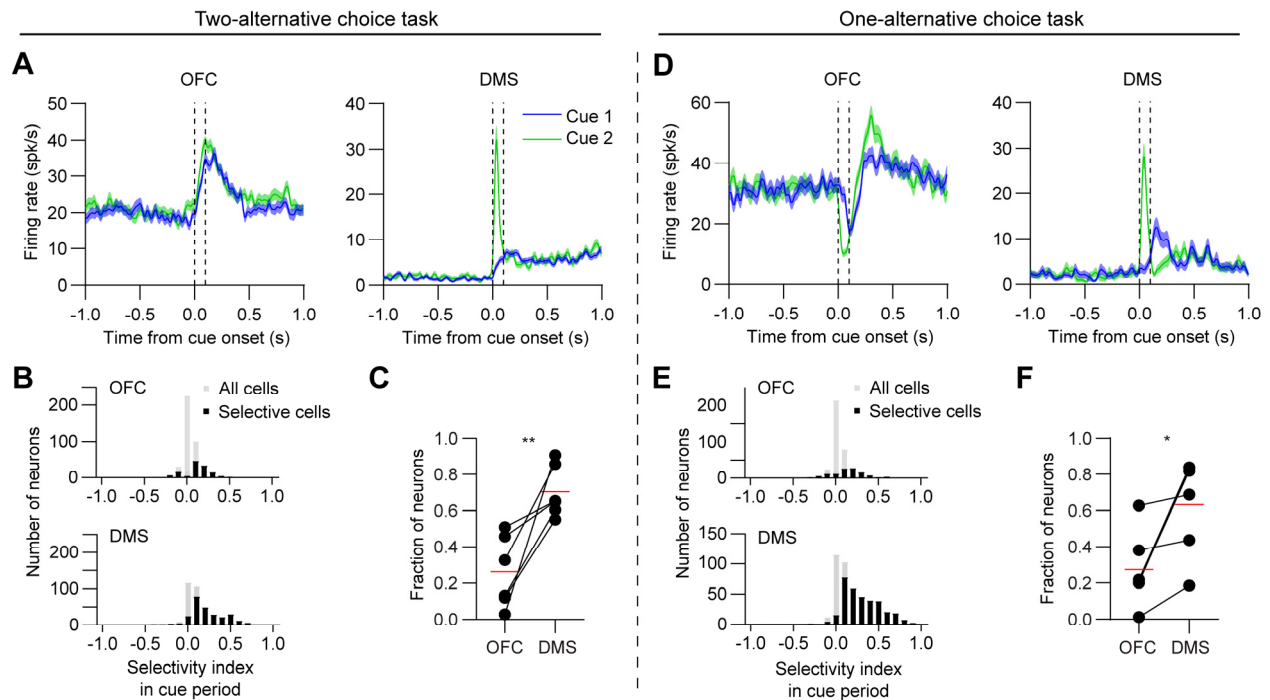 Two-alternative choice task
One-alternative choice task
A
OFC
DMS
Cue 1
Cue 2
Firing rate (spk/s)
50
40
30
20
10
0
-1.0 -0.5 0.0 0.5 1.0
Time from cue onset (s)
40
30
20
10
0
-1.0 -0.5 0.0 0.5 1.0
Time from cue onset (s)
B
OFC
All cells
Selective cells
Number of neurons
200
100
0
-1.0 -0.5 0.0 0.5 1.0
DMS
200
100
0
-1.0 -0.5 0.0 0.5 1.0
Selectivity index
in cue period
C
**
Fraction of neurons
1.0
0.8
0.6
0.4
0.2
0.0
OFC DMS
D
OFC
DMS
Firing rate (spk/s)
60
40
20
0
-1.0 -0.5 0.0 0.5 1.0
Time from cue onset (s)
40
30
20
10
0
-1.0 -0.5 0.0 0.5 1.0
Time from cue onset (s)
E
OFC
All cells
Selective cells
Number of neurons
200
100
0
-1.0 -0.5 0.0 0.5 1.0
DMS
150
100
50
0
-1.0 -0.5 0.0 0.5 1.0
Selectivity index
in cue period
F
*
Fraction of neurons
1.0
0.8
0.6
0.4
0.2
0.0
OFC DMS